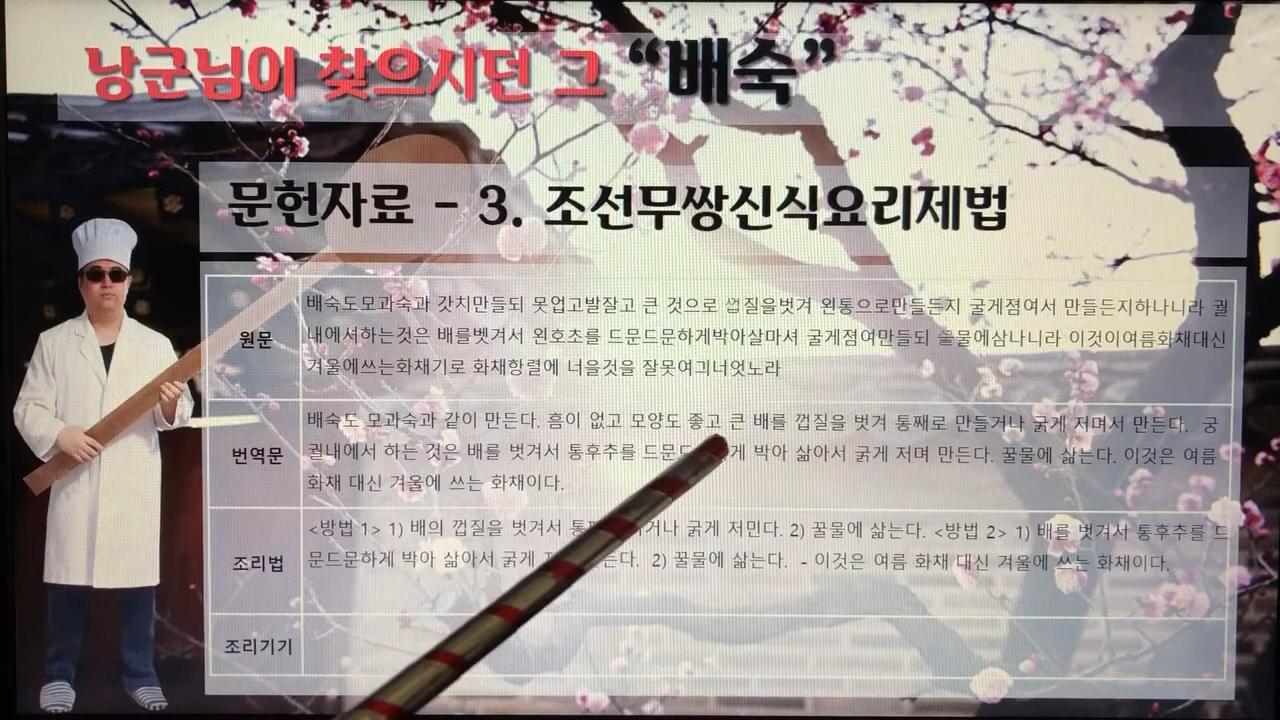 낭군님이 찾으시던 그 “배숙”
문헌자료 - 3. 조선무쌍신식요리제법
원문
배숙도모과숙과 갓치만들되 못업고발잘고 큰 것으로 껍질을벗겨 왼통으로만들든지 굴게졈여서 만들든지하나니라 궐
내에셔하는것은 배를벳겨서 왼호초를 드문드문하게박아살마셔 굴게졈여만들되 물에삼나니라 이것이여름화채대신
겨울에쓰는화채기로 화채항렬에 너을것을 잘못여긔너엇노라
번역문
배숙도 모과숙과 같이 만든다. 흠이 없고 모양도 좋고 큰 배를 껍질을 벗겨 통째로 만들거나 굵게 저며서 만든다. 궁
궐내에서 하는 것은 배를 벗겨서 통후추를 드문 게 박아 삶아서 굵게 저며 만든다. 꿀물에 삶는다. 이것은 여름
화채 대신 겨울에 쓰는 화채이다.
조리법
<방법 1> 1) 배의 껍질을 벗겨서 거나 굵게 저민다. 2) 꿀물에 삶는다. <방법 2> 1) 배를 벗겨서 통후추를 드
문드문하게 박아 삶아서 굵게 는다. 2) 꿀물에 삶는다. - 이것은 여름 화채 대신 겨울에 쓰는 화채이다.
조리기기